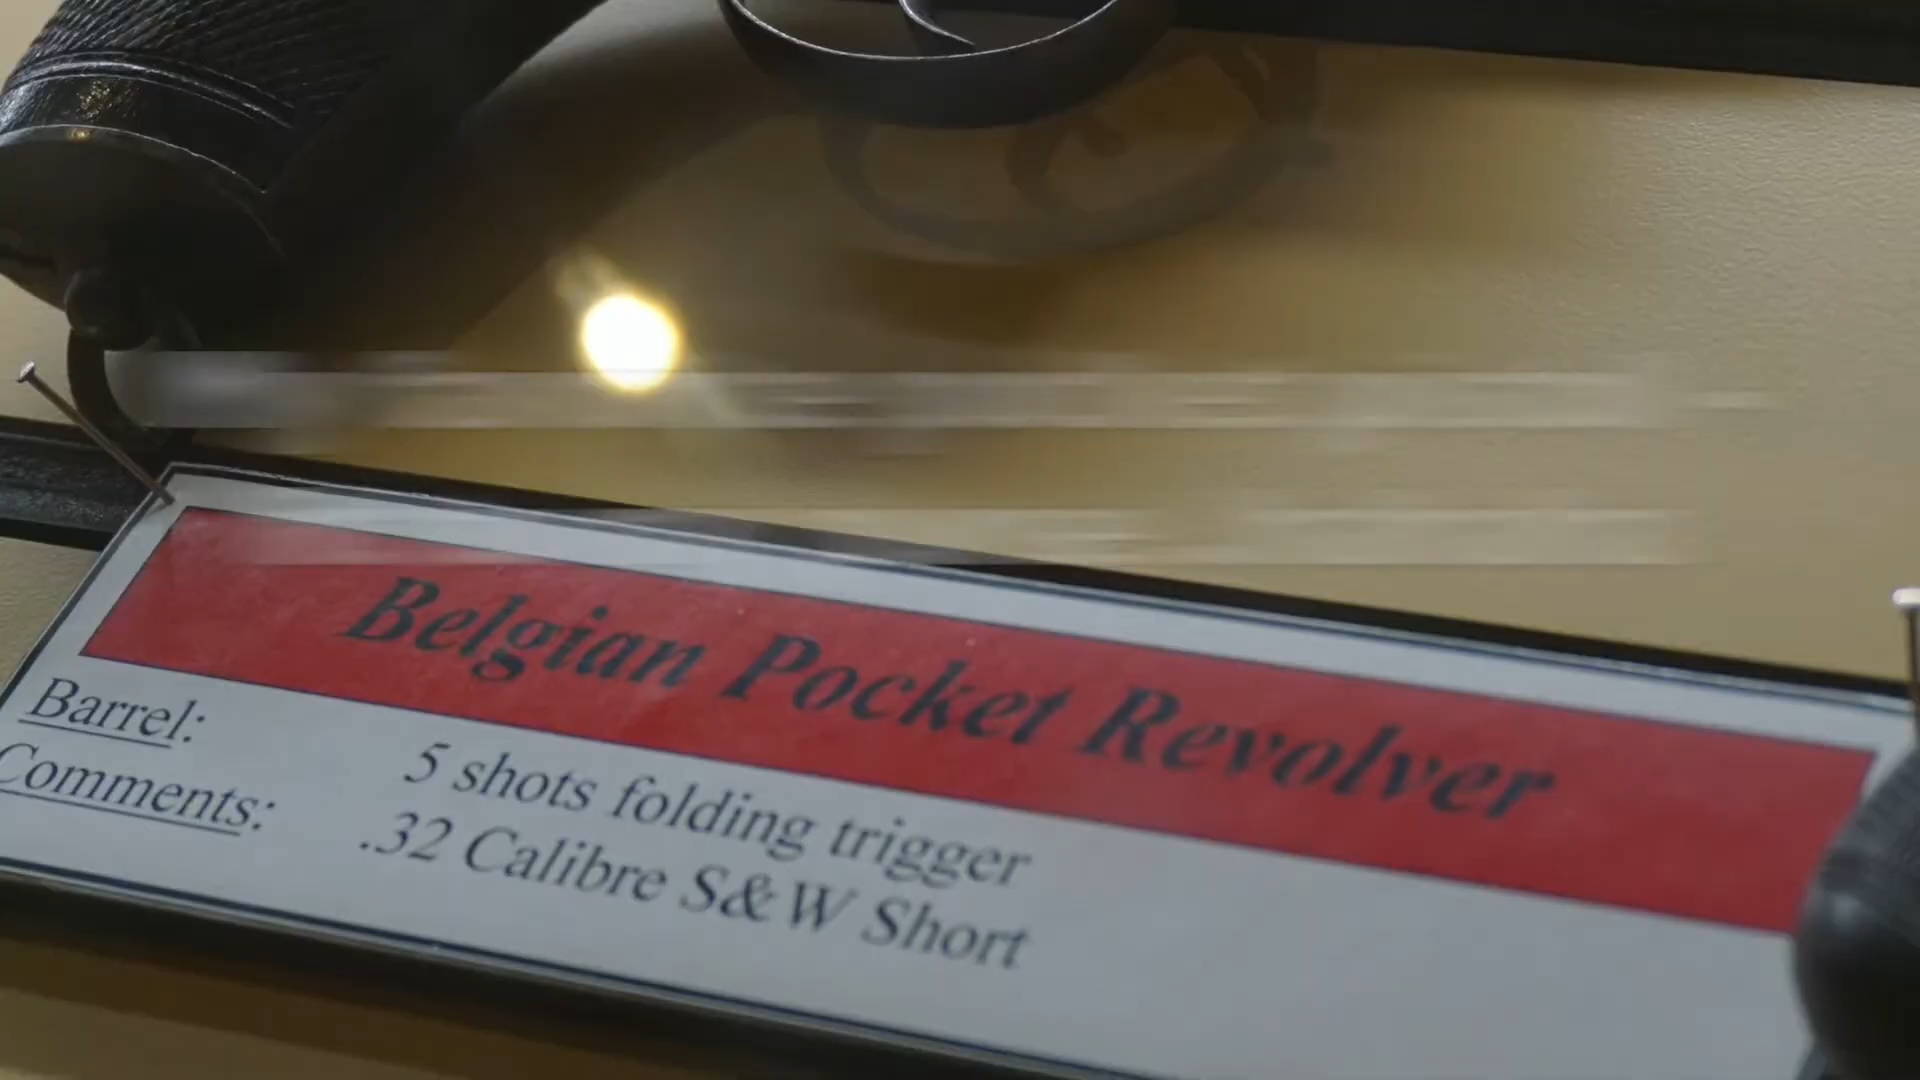 Belgian Pocket Revolver
Barrel: 5 shots folding trigger
Comments: .32 Calibre S&W Short